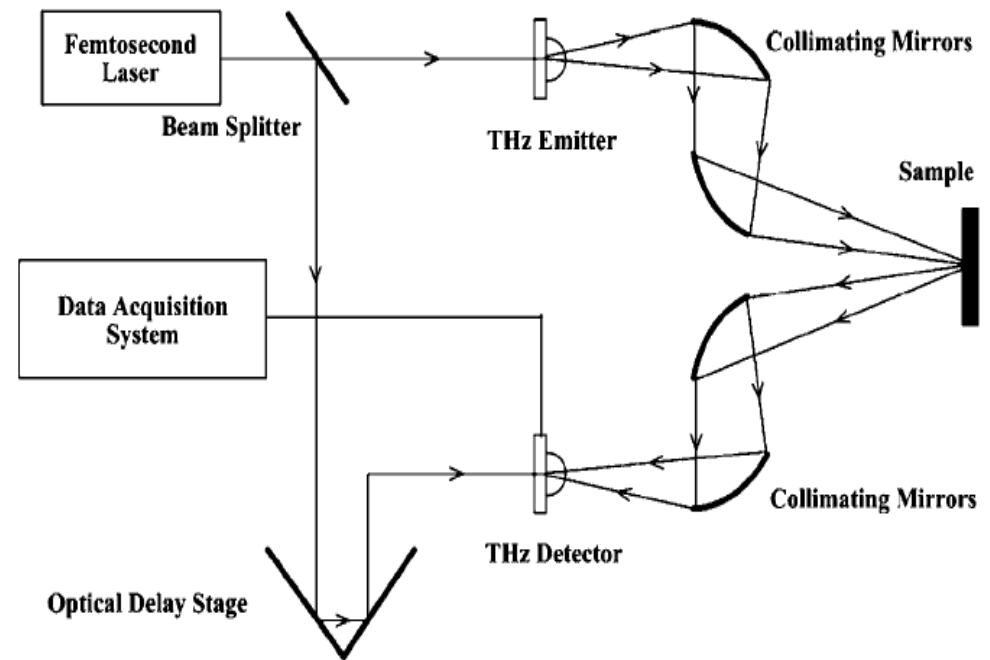 Femtosecond
Laser
Beam Splitter
THz Emitter
Collimating Mirrors
Sample
Data Acquisition
System
THz Detector
Collimating Mirrors
Optical Delay Stage